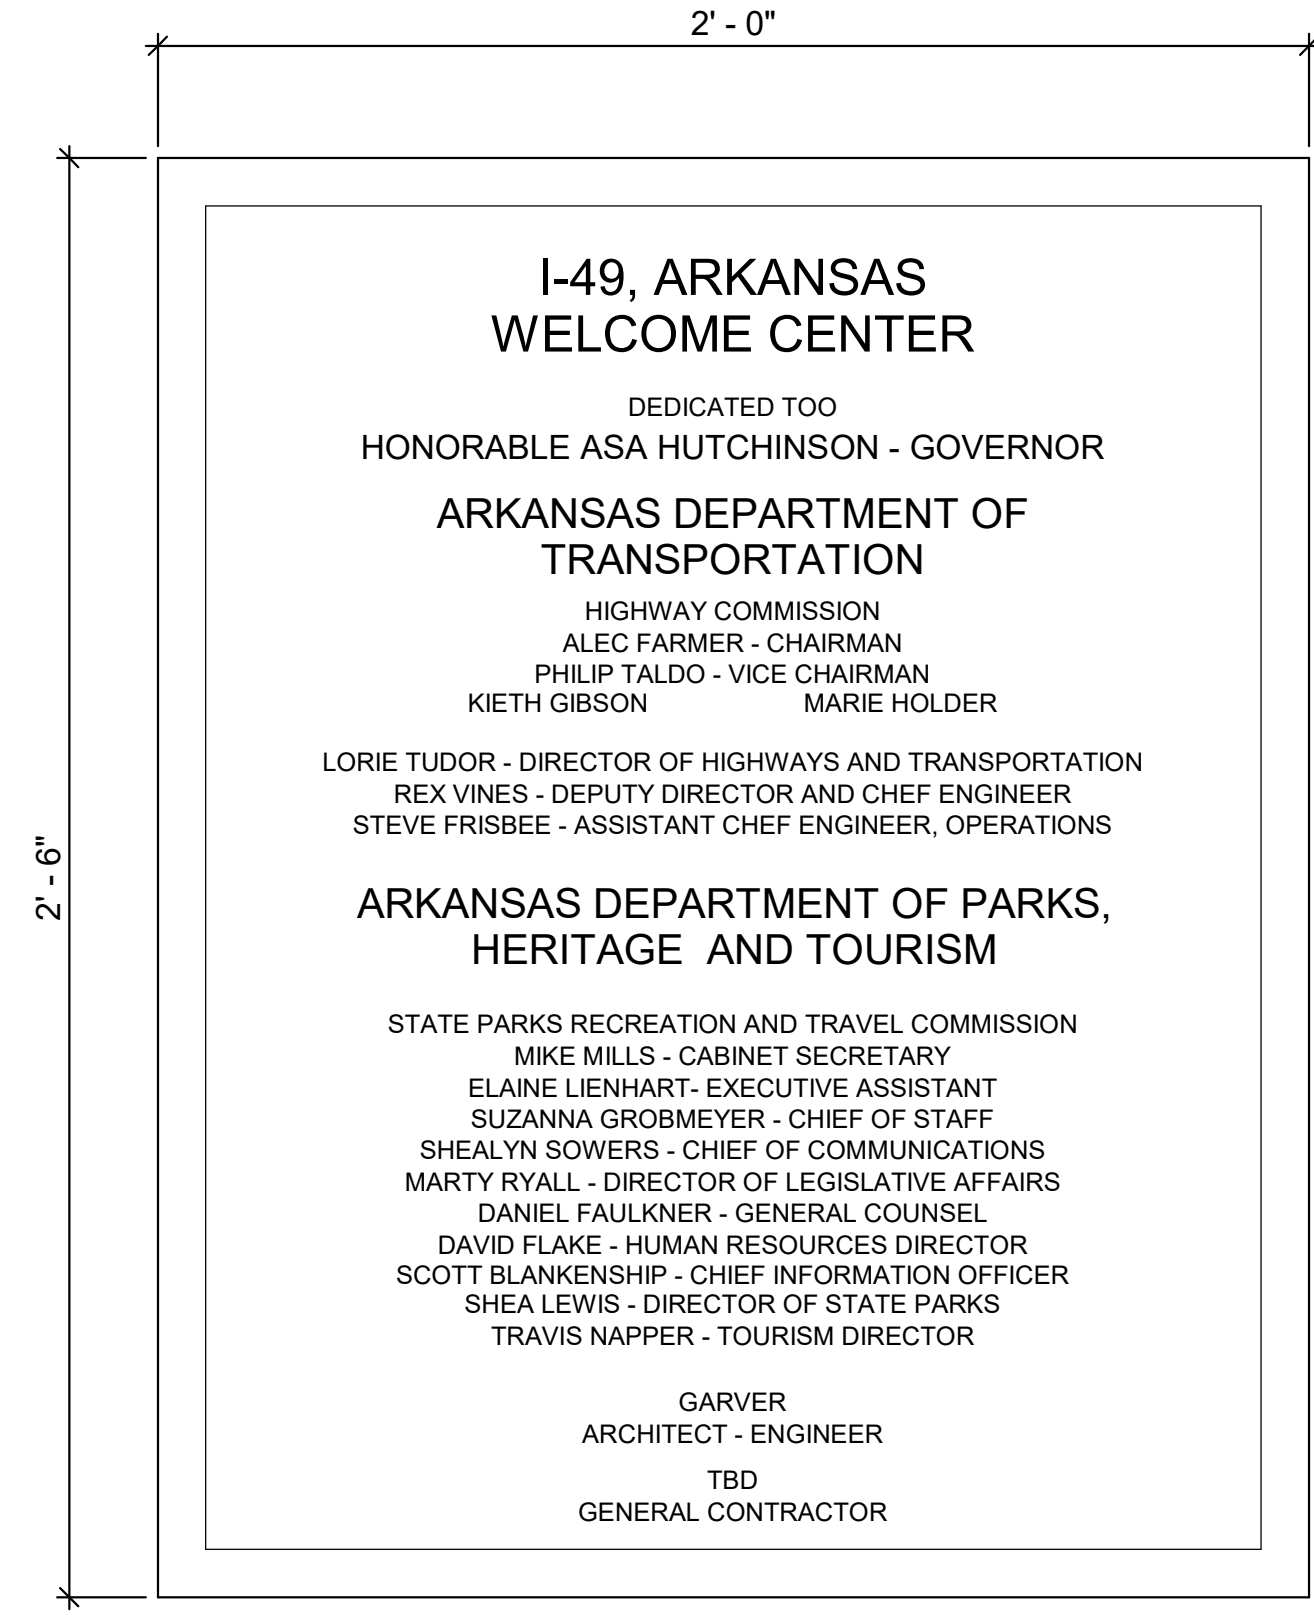 2' - 0"
2' - 6"
I-49, ARKANSAS
WELCOME CENTER
DEDICATED TOO
HONORABLE ASA HUTCHINSON - GOVERNOR
ARKANSAS DEPARTMENT OF
TRANSPORTATION
HIGHWAY COMMISSION
ALEC FARMER - CHAIRMAN
PHILIP TALDO - VICE CHAIRMAN
KIETH GIBSON MARIE HOLDER
LORIE TUDOR - DIRECTOR OF HIGHWAYS AND TRANSPORTATION
REX VINES - DEPUTY DIRECTOR AND CHEF ENGINEER
STEVE FRISBEE - ASSISTANT CHEF ENGINEER, OPERATIONS
ARKANSAS DEPARTMENT OF PARKS,
HERITAGE  AND TOURISM
STATE PARKS RECREATION AND TRAVEL COMMISSION
MIKE MILLS - CABINET SECRETARY
ELAINE LIENHART- EXECUTIVE ASSISTANT
SUZANNA GROBMEYER - CHIEF OF STAFF
SHEALYN SOWERS - CHIEF OF COMMUNICATIONS
MARTY RYALL - DIRECTOR OF LEGISLATIVE AFFAIRS
DANIEL FAULKNER - GENERAL COUNSEL
DAVID FLAKE - HUMAN RESOURCES DIRECTOR
SCOTT BLANKENSHIP - CHIEF INFORMATION OFFICER
SHEA LEWIS - DIRECTOR OF STATE PARKS
TRAVIS NAPPER - TOURISM DIRECTOR
GARVER
ARCHITECT - ENGINEER
TBD
GENERAL CONTRACTOR